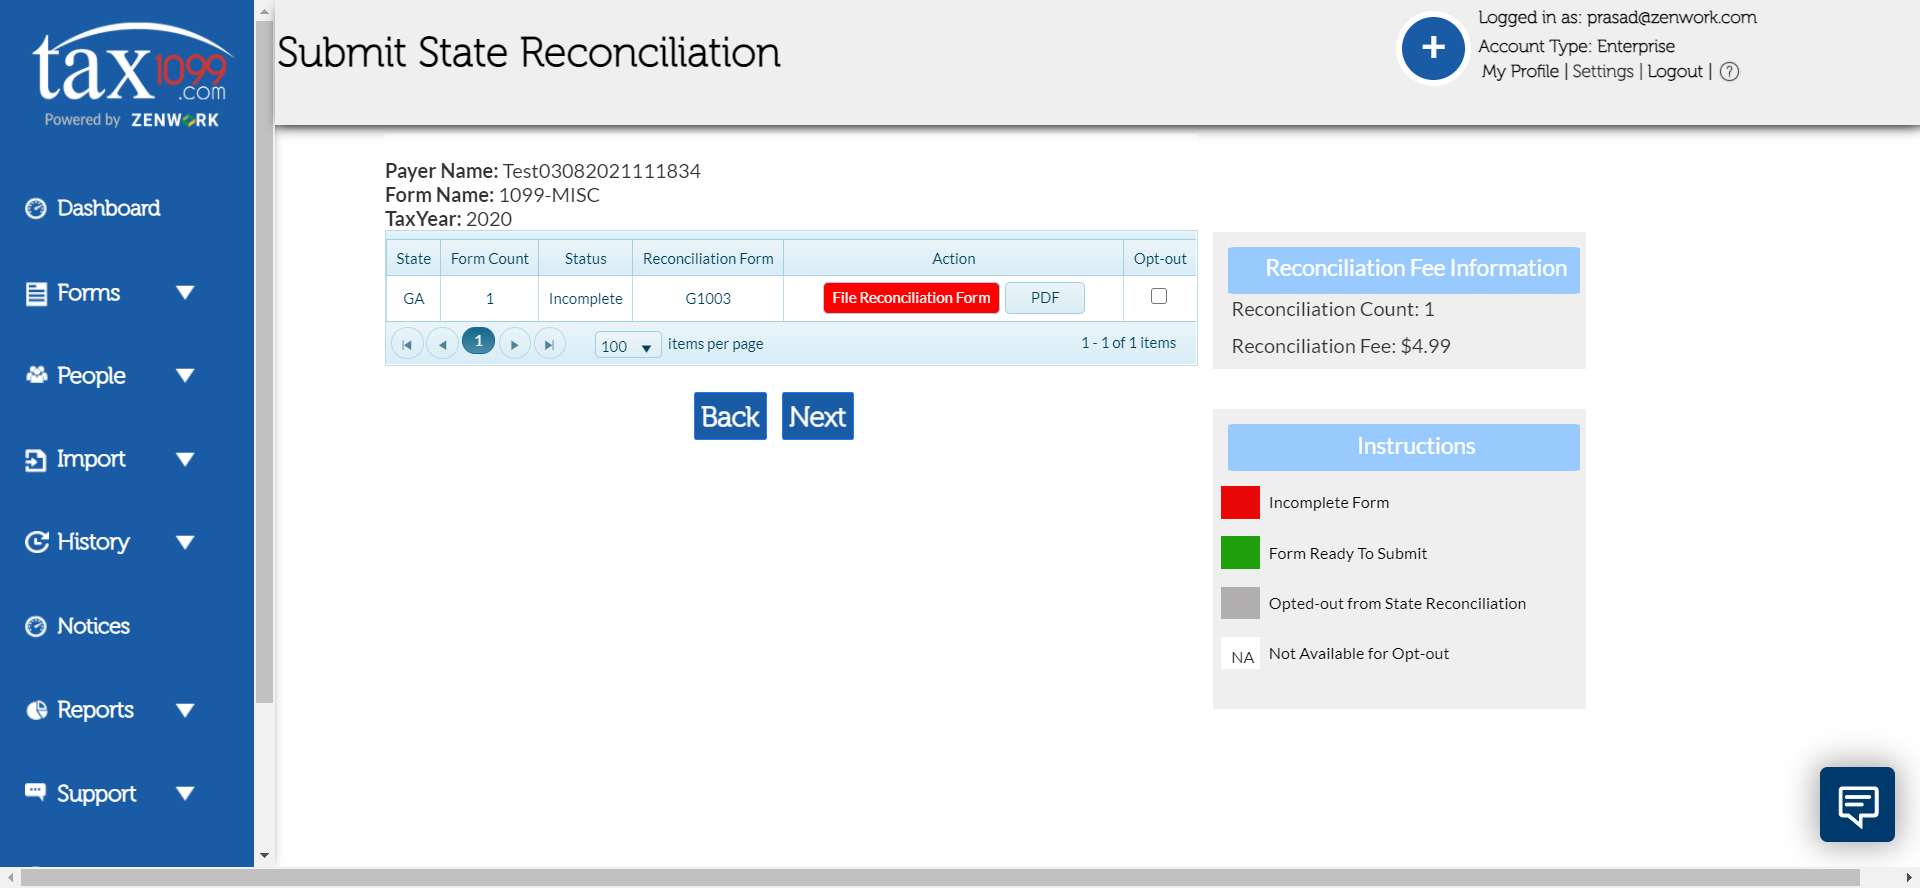 tax1099
.com
Powered by ZENWORK
Dashboard
Forms
People
Import
History
Notices
Reports
Support
Submit State Reconciliation
+
Logged in as: prasad@zenwork.com
Account Type: Enterprise
My Profile | Settings | Logout | ?
Payer Name: Test03082021111834
Form Name: 1099-MISC
TaxYear: 2020
State Form Count Status Reconciliation Form Action Opt-out
GA 1 Incomplete G1003 File Reconciliation Form PDF
1 100 items per page 1 - 1 of 1 items
Back Next
Reconciliation Fee Information
Reconciliation Count: 1
Reconciliation Fee: $4.99
Instructions
Incomplete Form
Form Ready To Submit
Opted-out from State Reconciliation
NA Not Available for Opt-out